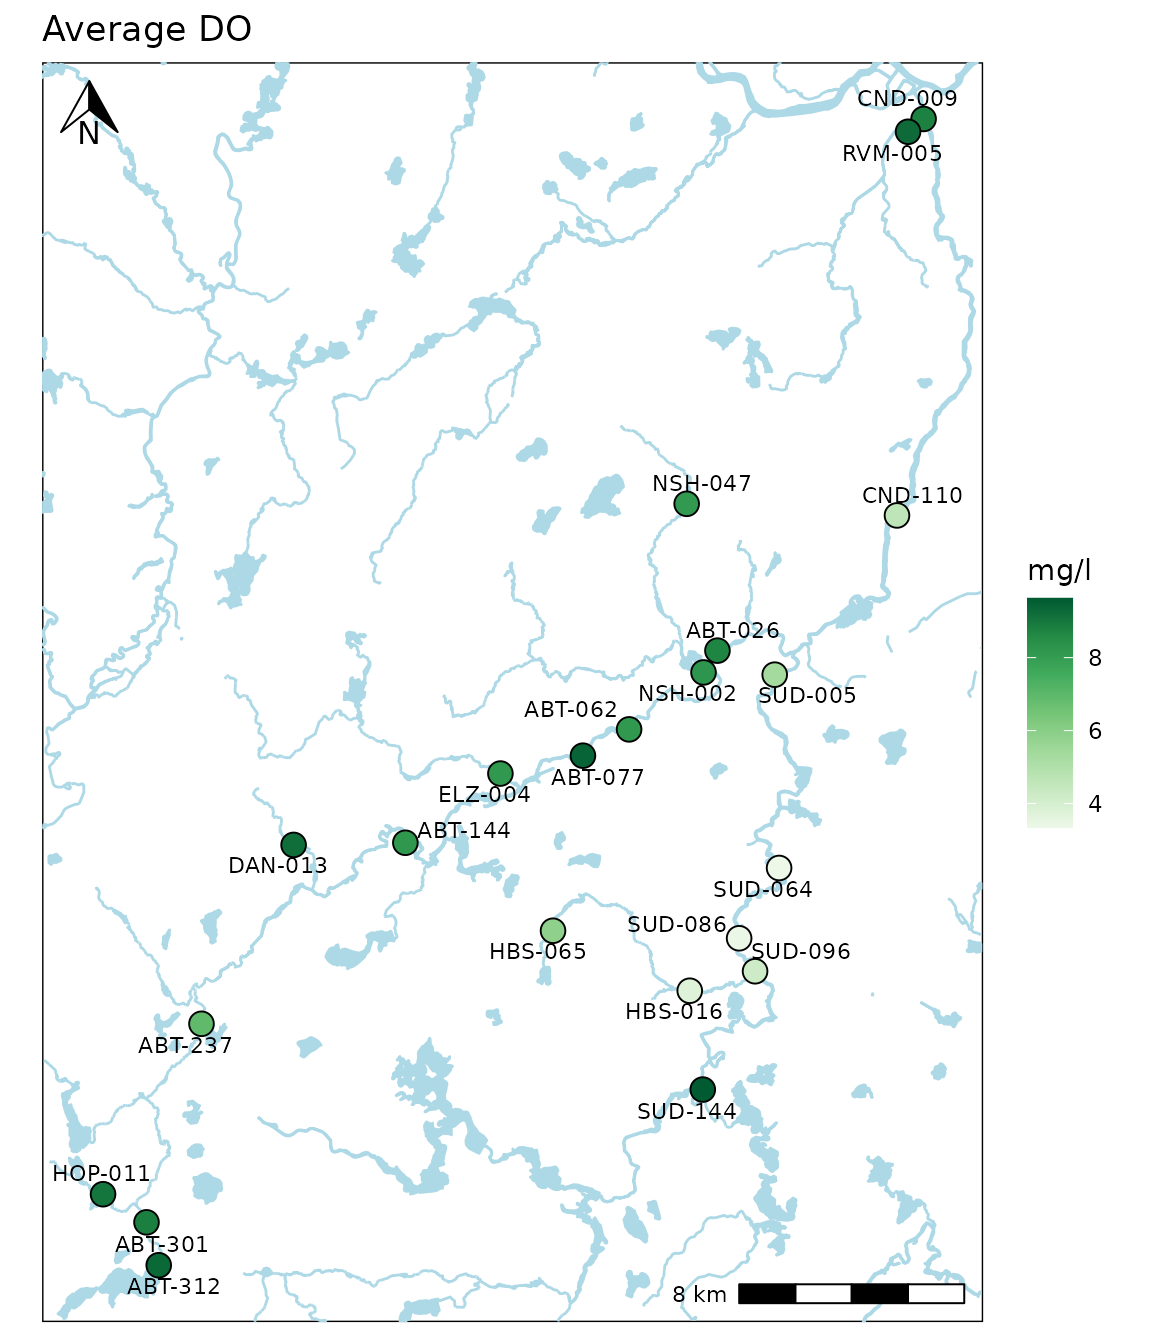 Average DO
N
CND-009
RVM-005
NSH-047
CND-110
mg/l
8
6
4
ABT-026
NSH-002
SUD-005
ABT-062
ABT-077
ELZ-004
ABT-144
DAN-013
SUD-064
SUD-086
SUD-096
HBS-065
HBS-016
ABT-237
SUD-144
HOP-011
ABT-301
ABT-312
8 km